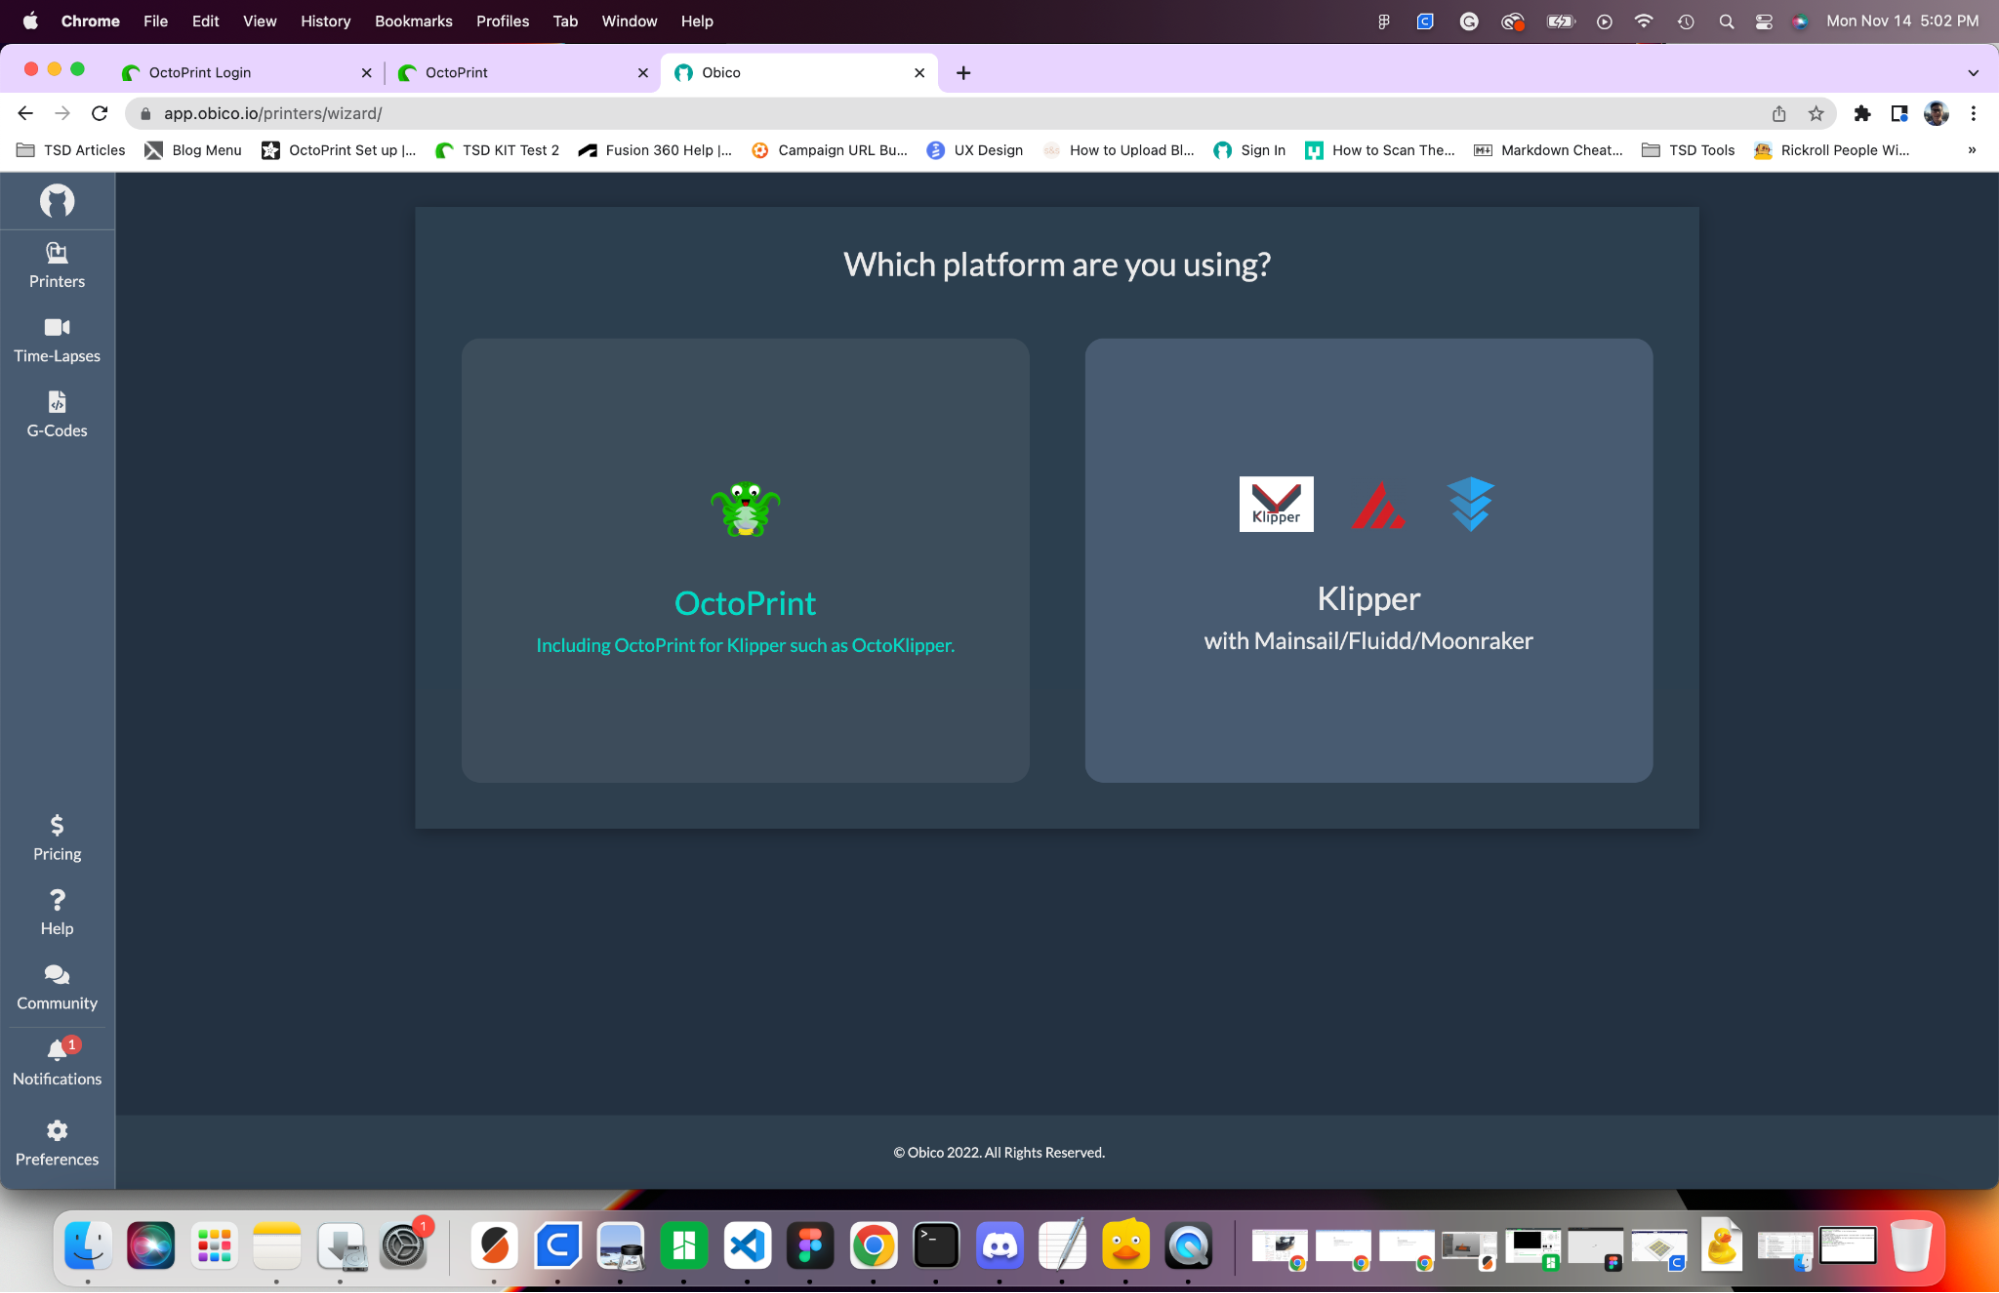 Chrome File Edit View History Bookmarks Profiles Tab Window Help Mon Nov 14 5:02 PM
OctoPrint Login OctoPrint Obico
app.obico.io/printers/wizard/
TSD Articles Blog Menu OctoPrint Set up |... TSD KIT Test 2 Fusion 360 Help |... Campaign URL Bu... UX Design How to Upload Bl... Sign In How to Scan The... Markdown Cheat... TSD Tools Rickroll People Wi... »
Printers
Time-Lapses
G-Codes
Pricing
Help
Community
1
Notifications
Preferences
Which platform are you using?
OctoPrint
Including OctoPrint for Klipper such as OctoKlipper.
Klipper
Klipper
with Mainsail/Fluidd/Moonraker
© Obico 2022. All Rights Reserved.
1